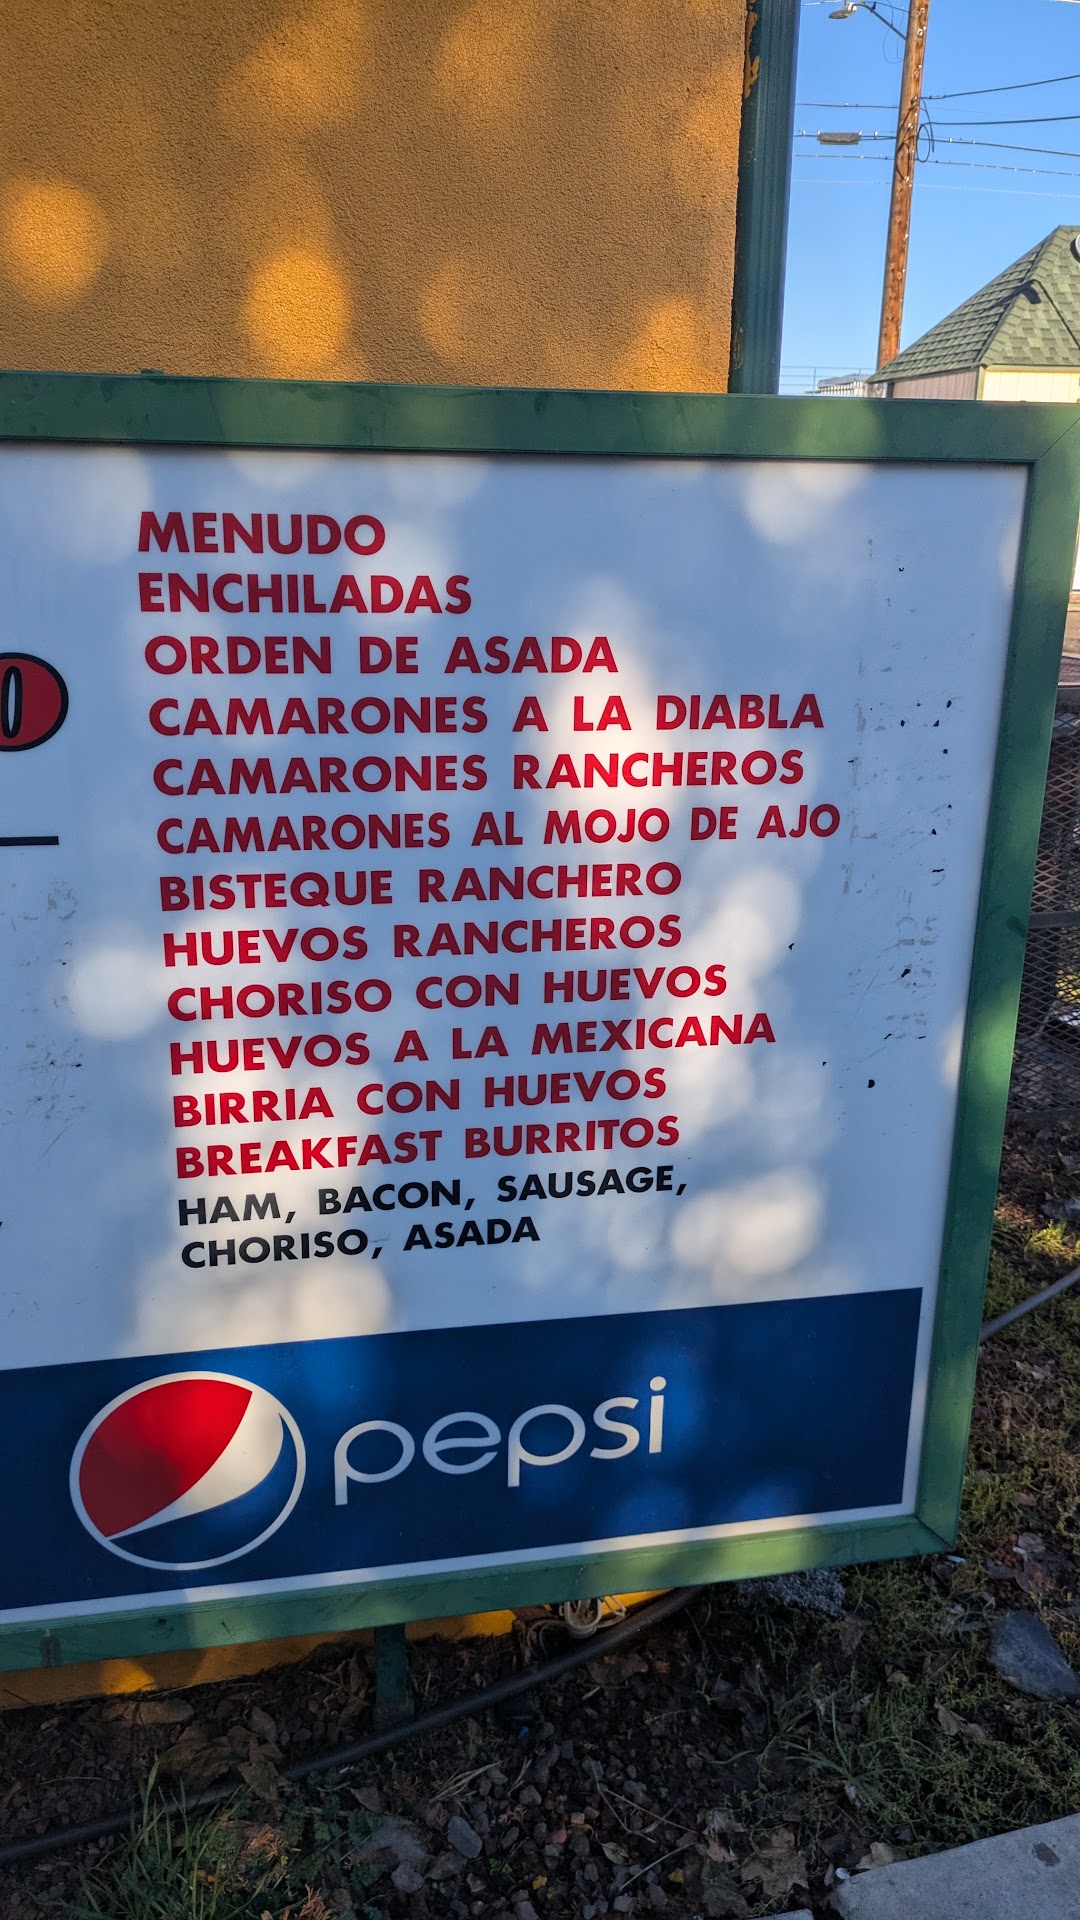 MENUDO
ENCHILADAS
ORDEN DE ASADA
CAMARONES A LA DIABLA
CAMARONES RANCHEROS
CAMARONES AL MOJO DE AJO
BISTEQUE RANCHERO
HUEVOS RANCHEROS
CHORISO CON HUEVOS
HUEVOS A LA MEXICANA
BIRRIA CON HUEVOS
BREAKFAST BURRITOS
HAM, BACON, SAUSAGE,
CHORISO, ASADA
pepsi